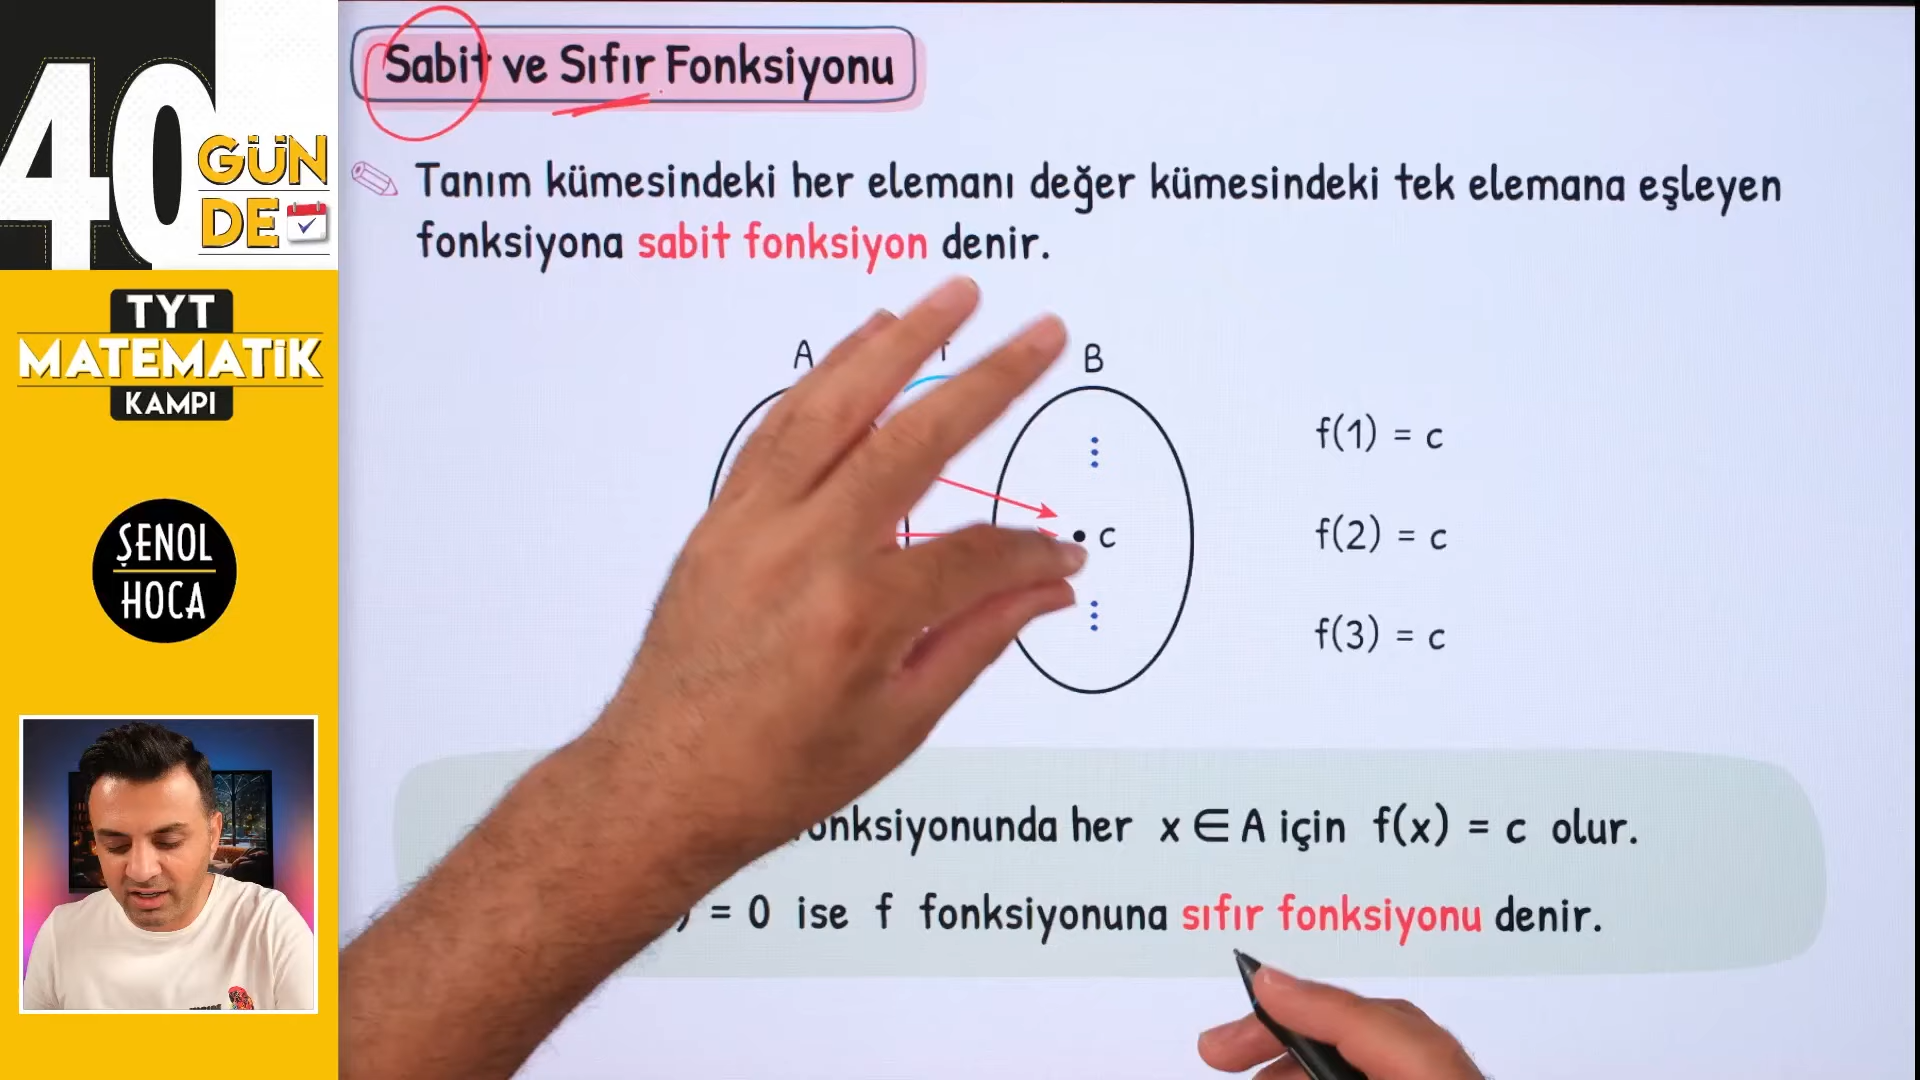 40
GÜN
DE
TYT
MATEMATİK
KAMPI
ŞENOL
HOCA
Sabit ve Sıfır Fonksiyonu
Tanım kümesindeki her elemanı değer kümesindeki tek elemana eşleyen
fonksiyona sabit fonksiyon denir.
A
B
c
f(1) = c
f(2) = c
f(3) = c
onksiyonunda her x ∈ A için f(x) = c olur.
) = 0 ise f fonksiyonuna sıfır fonksiyonu denir.